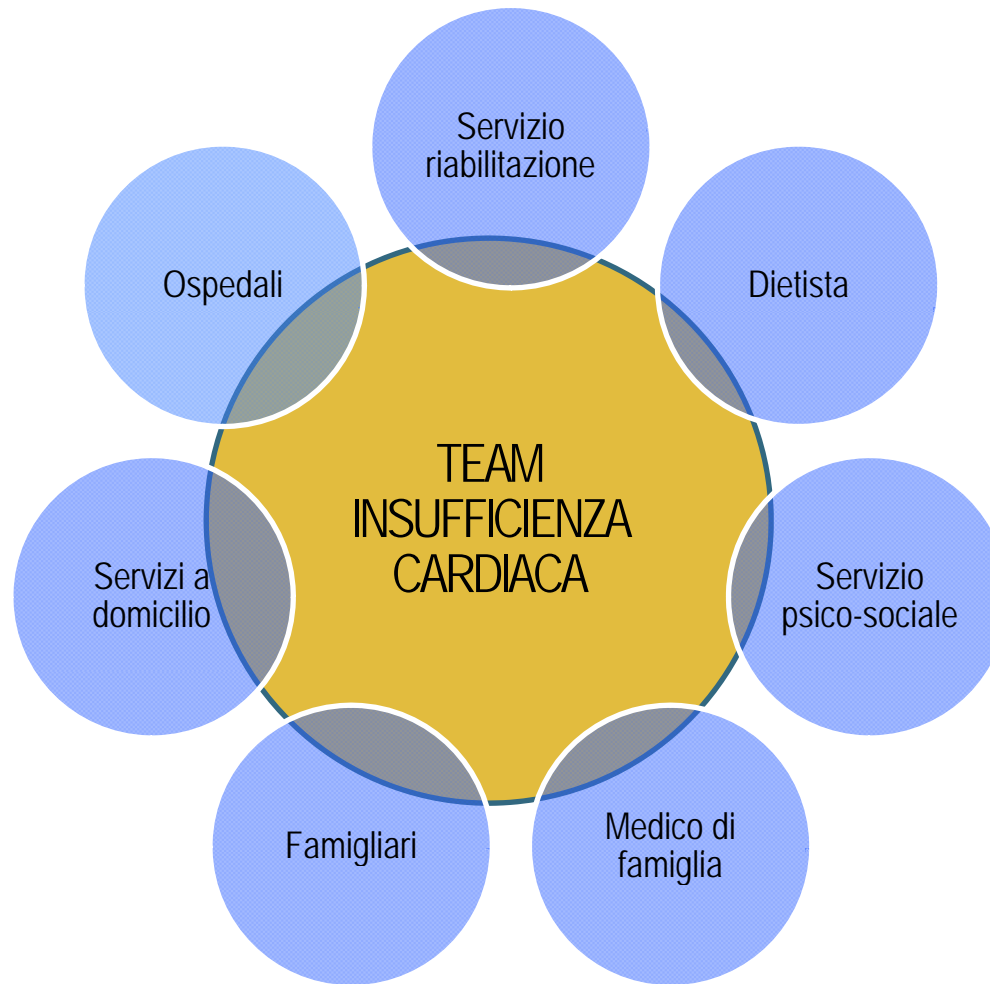 Servizio
riabilitazione
Ospedali
Dietista
TEAM
INSUFFICIENZA
CARDIACA
Servizi a
domicilio
Servizio
psico-sociale
Famigliari
Medico di
famiglia